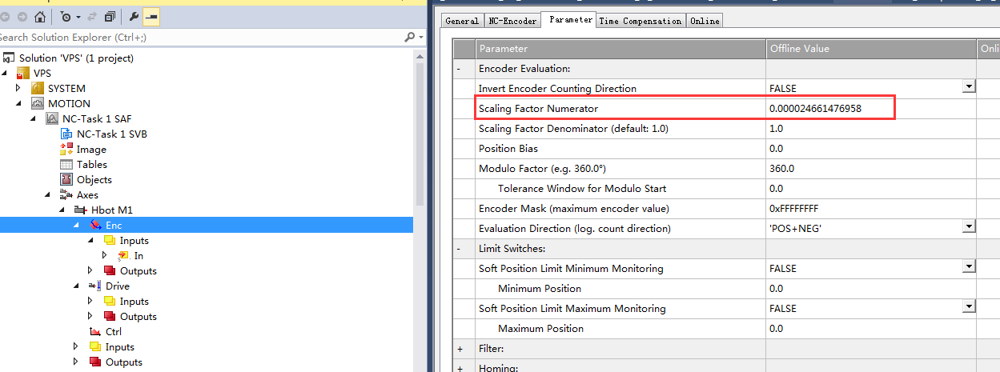 Search Solution Explorer (Ctrl+;)
Solution 'VPS' (1 project)
VPS
SYSTEM
MOTION
NC-Task 1 SAF
NC-Task 1 SVB
Image
Tables
Objects
Axes
Hbot M1
Enc
Inputs
In
Outputs
Drive
Inputs
Outputs
Ctrl
Inputs
Outputs
General NC-Encoder Parameter Time Compensation Online
Parameter Offline Value Onli
- Encoder Evaluation:
Invert Encoder Counting Direction FALSE
Scaling Factor Numerator 0.000024661476958
Scaling Factor Denominator (default: 1.0) 1.0
Position Bias 0.0
Modulo Factor (e.g. 360.0°) 360.0
Tolerance Window for Modulo Start 0.0
Encoder Mask (maximum encoder value) 0xFFFFFFFF
Evaluation Direction (log. count direction) 'POS+NEG'
- Limit Switches:
Soft Position Limit Minimum Monitoring FALSE
Minimum Position 0.0
Soft Position Limit Maximum Monitoring FALSE
Maximum Position 0.0
+ Filter:
+ Homing: